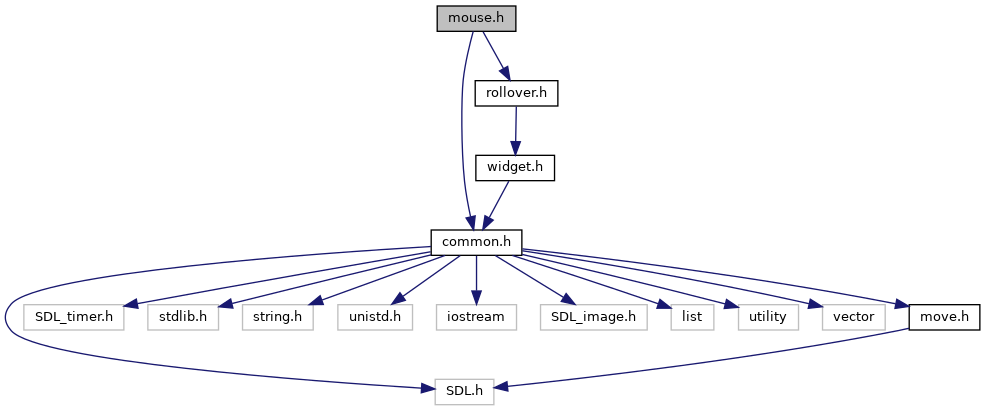 mouse.h
rollover.h
widget.h
common.h
SDL_timer.h
stdlib.h
string.h
unistd.h
iostream
SDL_image.h
list
utility
vector
move.h
SDL.h